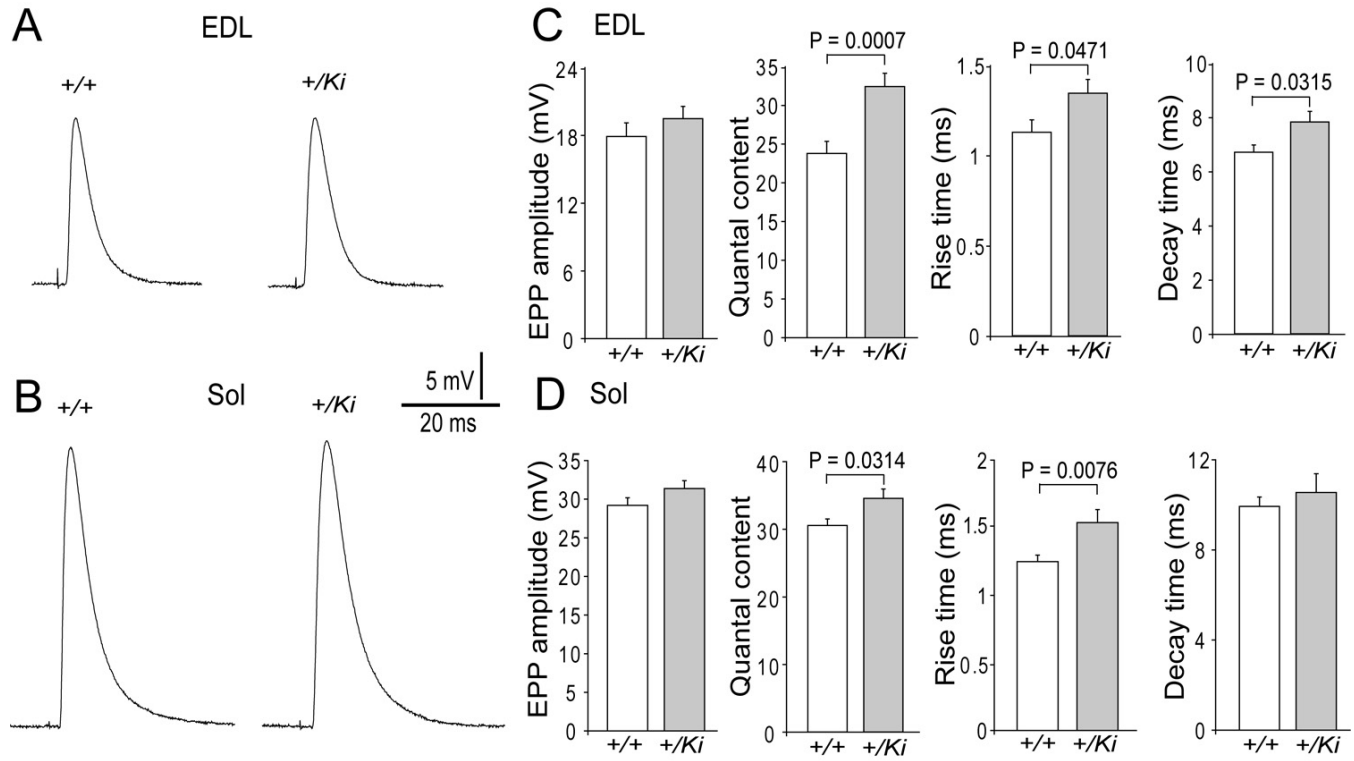 A EDL
+/+ +/Ki
5 mV
20 ms
B Sol
+/+ +/Ki
C EDL
EPP amplitude (mV)
24
18
12
6
0
+/+ +/Ki
Quantal content
P = 0.0007
35
30
25
20
15
10
5
0
+/+ +/Ki
Rise time (ms)
P = 0.0471
1.5
1
0.5
0
+/+ +/Ki
Decay time (ms)
P = 0.0315
10
8
6
4
2
0
+/+ +/Ki
D Sol
EPP amplitude (mV)
35
30
25
20
15
10
5
0
+/+ +/Ki
Quantal content
P = 0.0314
40
30
20
10
0
+/+ +/Ki
Rise time (ms)
P = 0.0076
2
1.5
1
0.5
0
+/+ +/Ki
Decay time (ms)
12
8
4
0
+/+ +/Ki